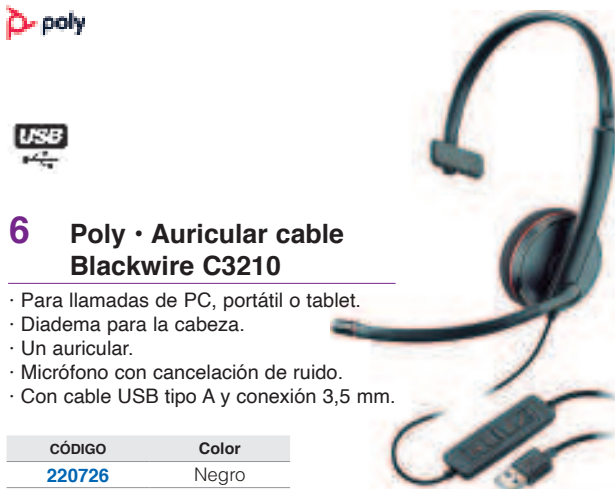 poly
USB
6 Poly · Auricular cable
Blackwire C3210
· Para llamadas de PC, portátil o tablet.
· Diadema para la cabeza.
· Un auricular.
· Micrófono con cancelación de ruido.
· Con cable USB tipo A y conexión 3,5 mm.
CÓDIGO Color
220726 Negro